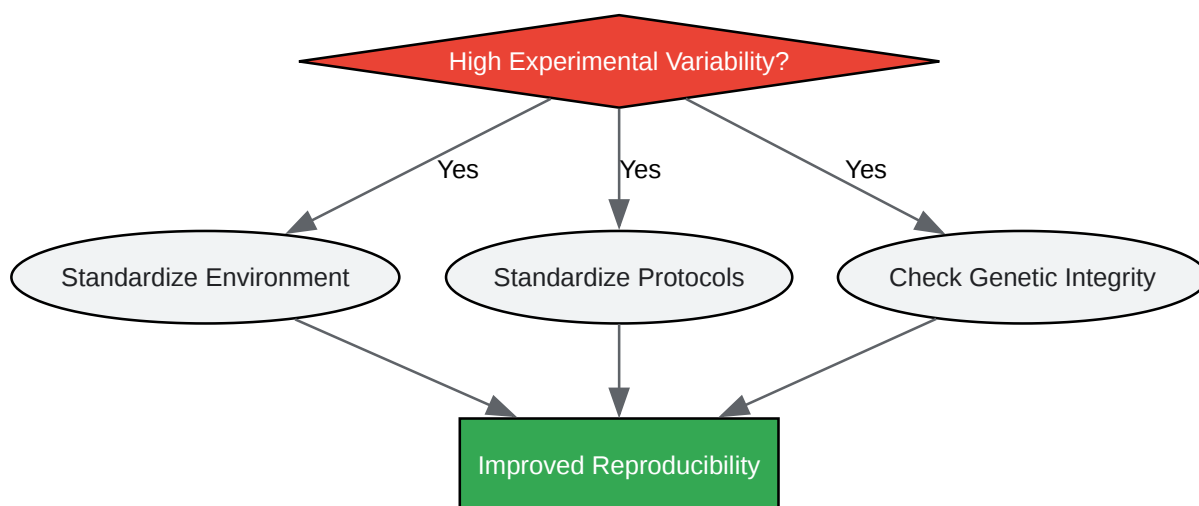 High Experimental Variability?
Yes
Yes
Yes
Standardize Environment
Standardize Protocols
Check Genetic Integrity
Improved Reproducibility